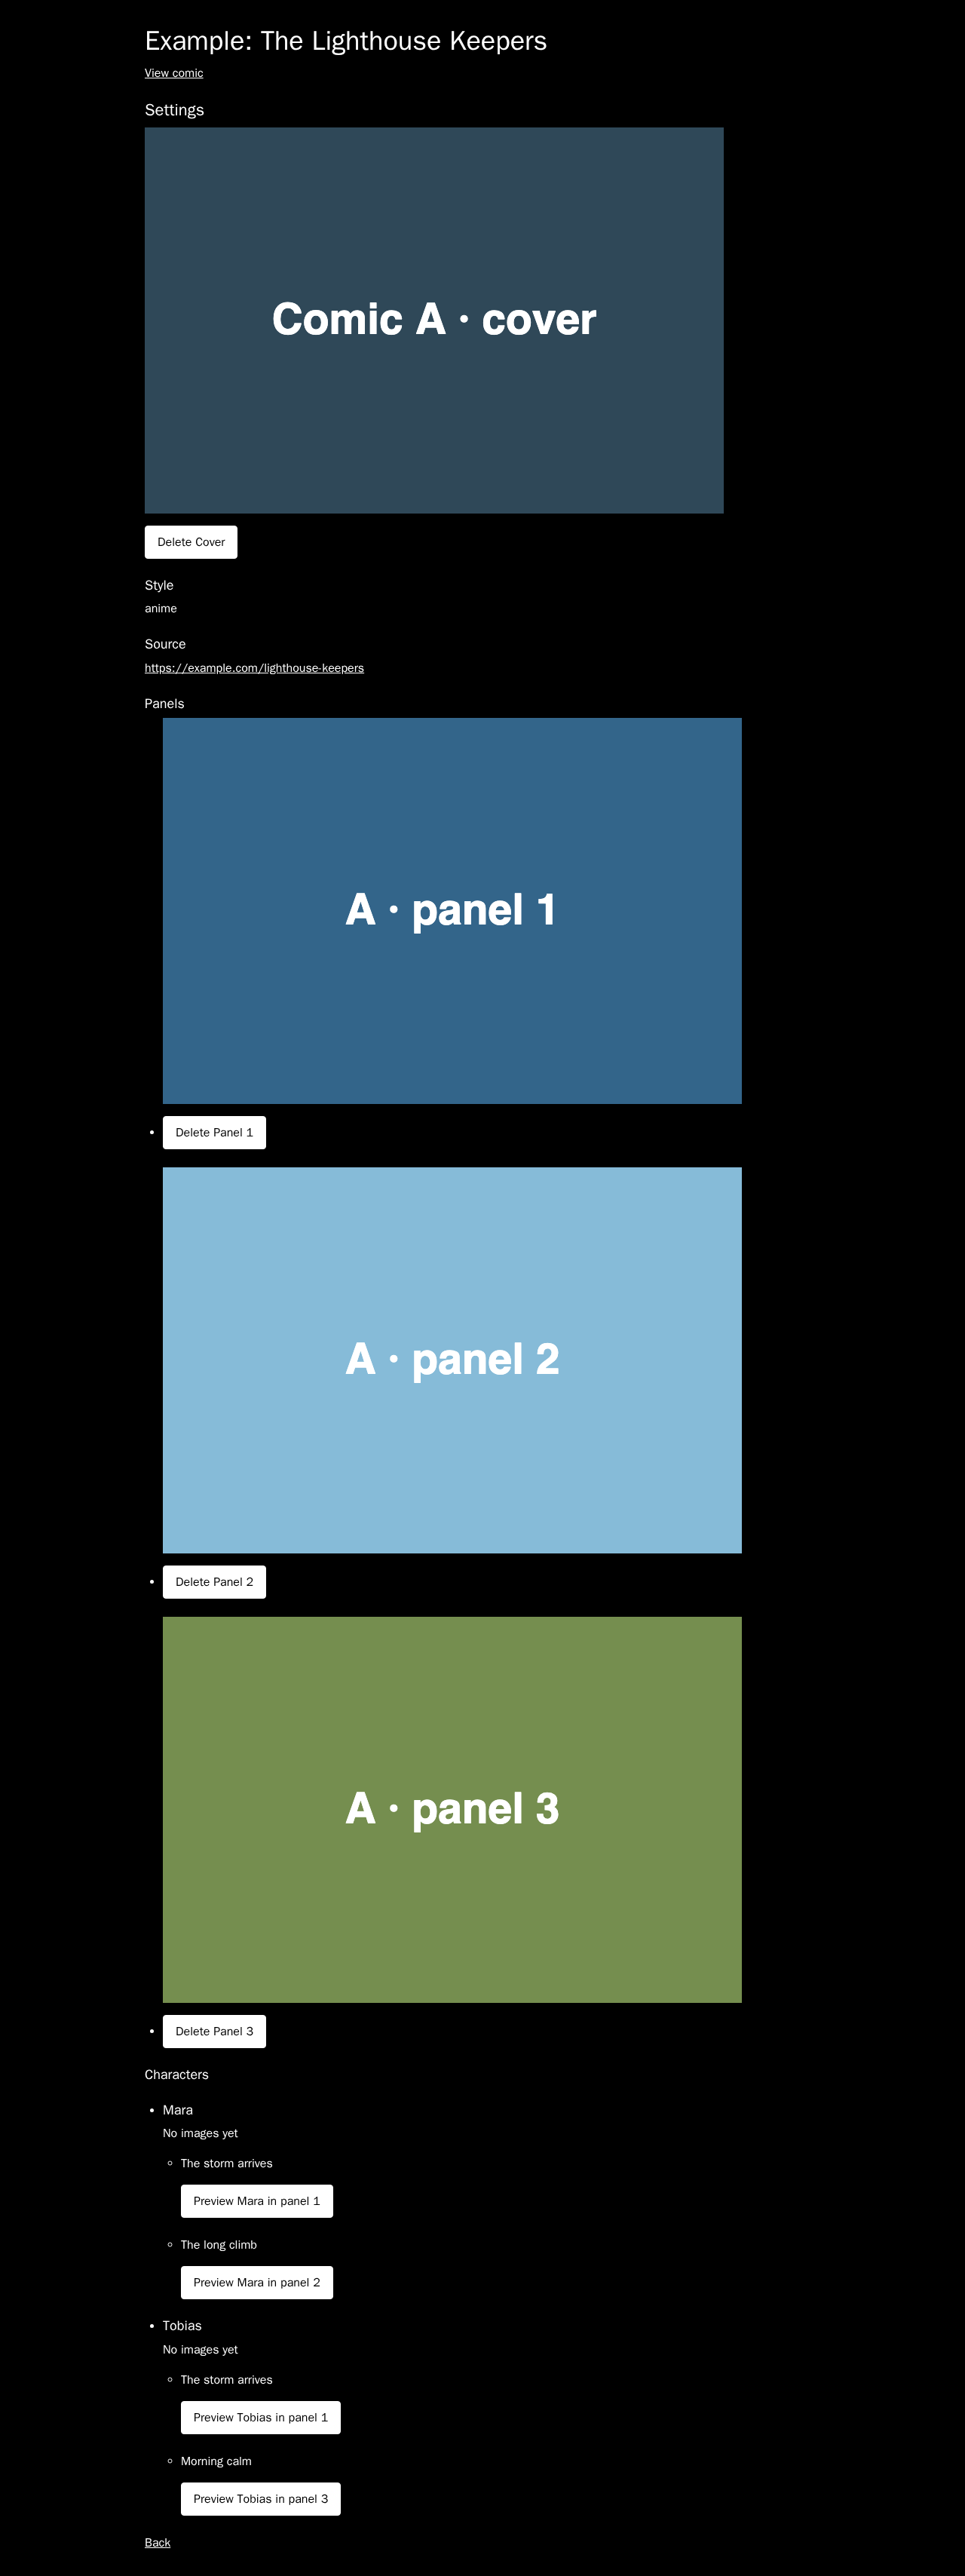 Example: The Lighthouse Keepers
View comic
Settings
Comic A · cover
Delete Cover
Style
anime
Source
https://example.com/lighthouse-keepers
Panels
A · panel 1
Delete Panel 1
A · panel 2
Delete Panel 2
A · panel 3
Delete Panel 3
Characters
Mara
No images yet
The storm arrives
Preview Mara in panel 1
The long climb
Preview Mara in panel 2
Tobias
No images yet
The storm arrives
Preview Tobias in panel 1
Morning calm
Preview Tobias in panel 3
Back